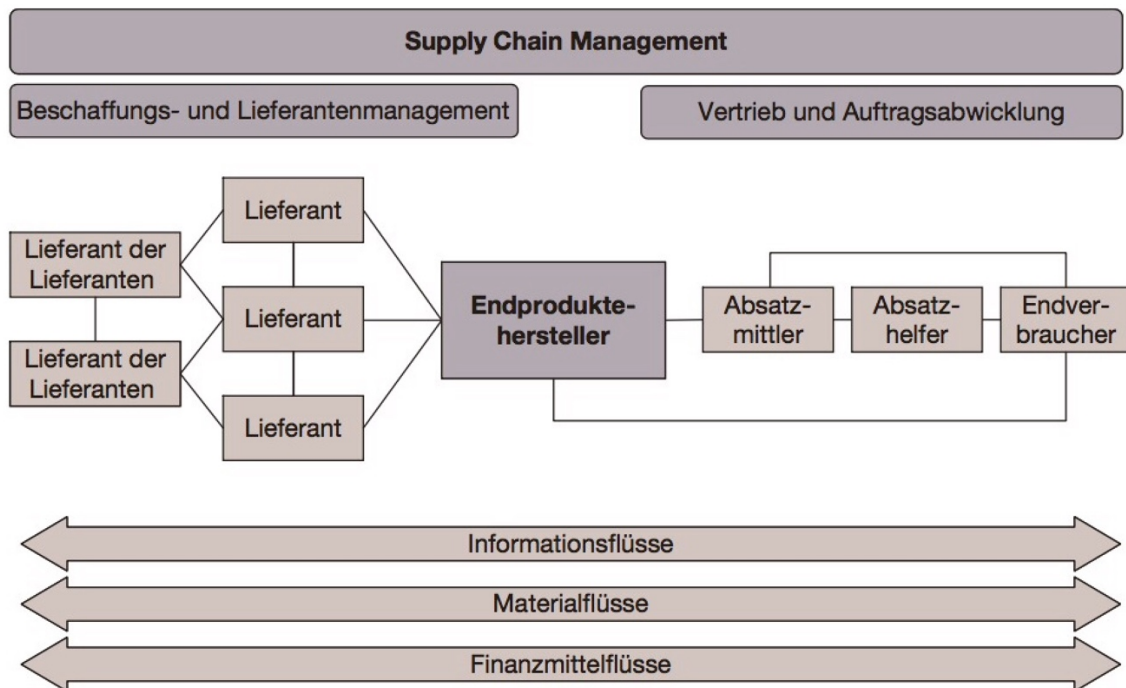 Supply Chain Management
Beschaffungs- und Lieferantenmanagement
Vertrieb und Auftragsabwicklung
Lieferant der
Lieferanten
Lieferant der
Lieferanten
Lieferant
Lieferant
Lieferant
Endprodukte-
hersteller
Absatz-
mittler
Absatz-
helfer
Endver-
braucher
Informationsflüsse
Materialflüsse
Finanzmittelflüsse